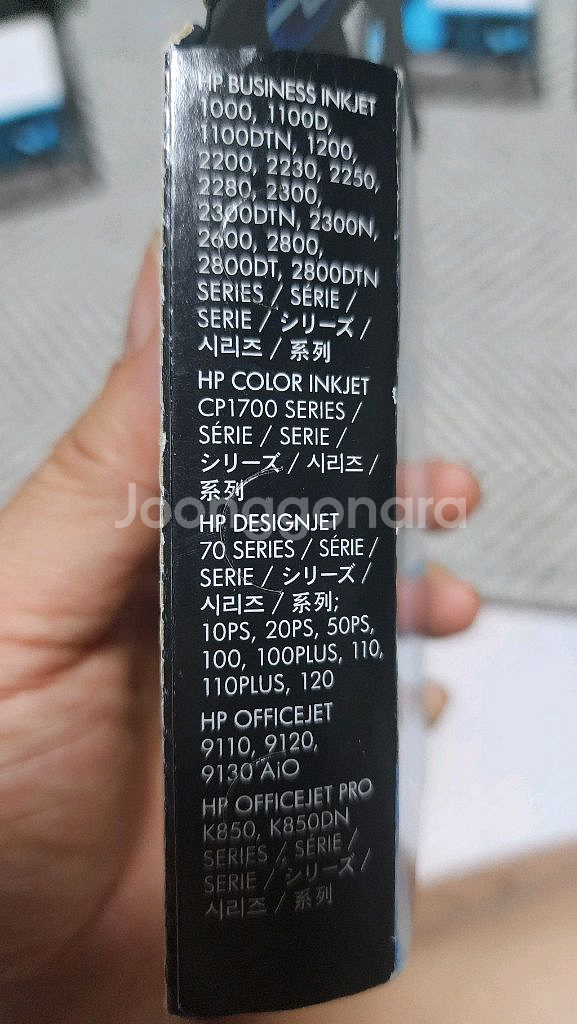 HP BUSINESS INKJET
1000, 1100D,
1100DTN, 1200,
2200, 2230, 2250,
2280, 2300,
2300DTN, 2300N,
2600, 2800,
2800DT, 2800DTN
SERIES / SÉRIE /
SERIE / シリーズ /
시리즈 / 系列
HP COLOR INKJET
CP1700 SERIES /
SÉRIE / SERIE /
シリーズ / 시리즈 /
系列
Joonggonara
HP DESIGNJET
70 SERIES / SÉRIE /
SERIE / シリーズ /
시리즈 / 系列;
10PS, 20PS, 50PS,
100, 100PLUS, 110,
110PLUS, 120
HP OFFICEJET
9110, 9120,
9130 AiO
HP OFFICEJET PRO
K850, K850DN
SERIES / SÉRIE /
SERIE / シリーズ /
시리즈 / 系列